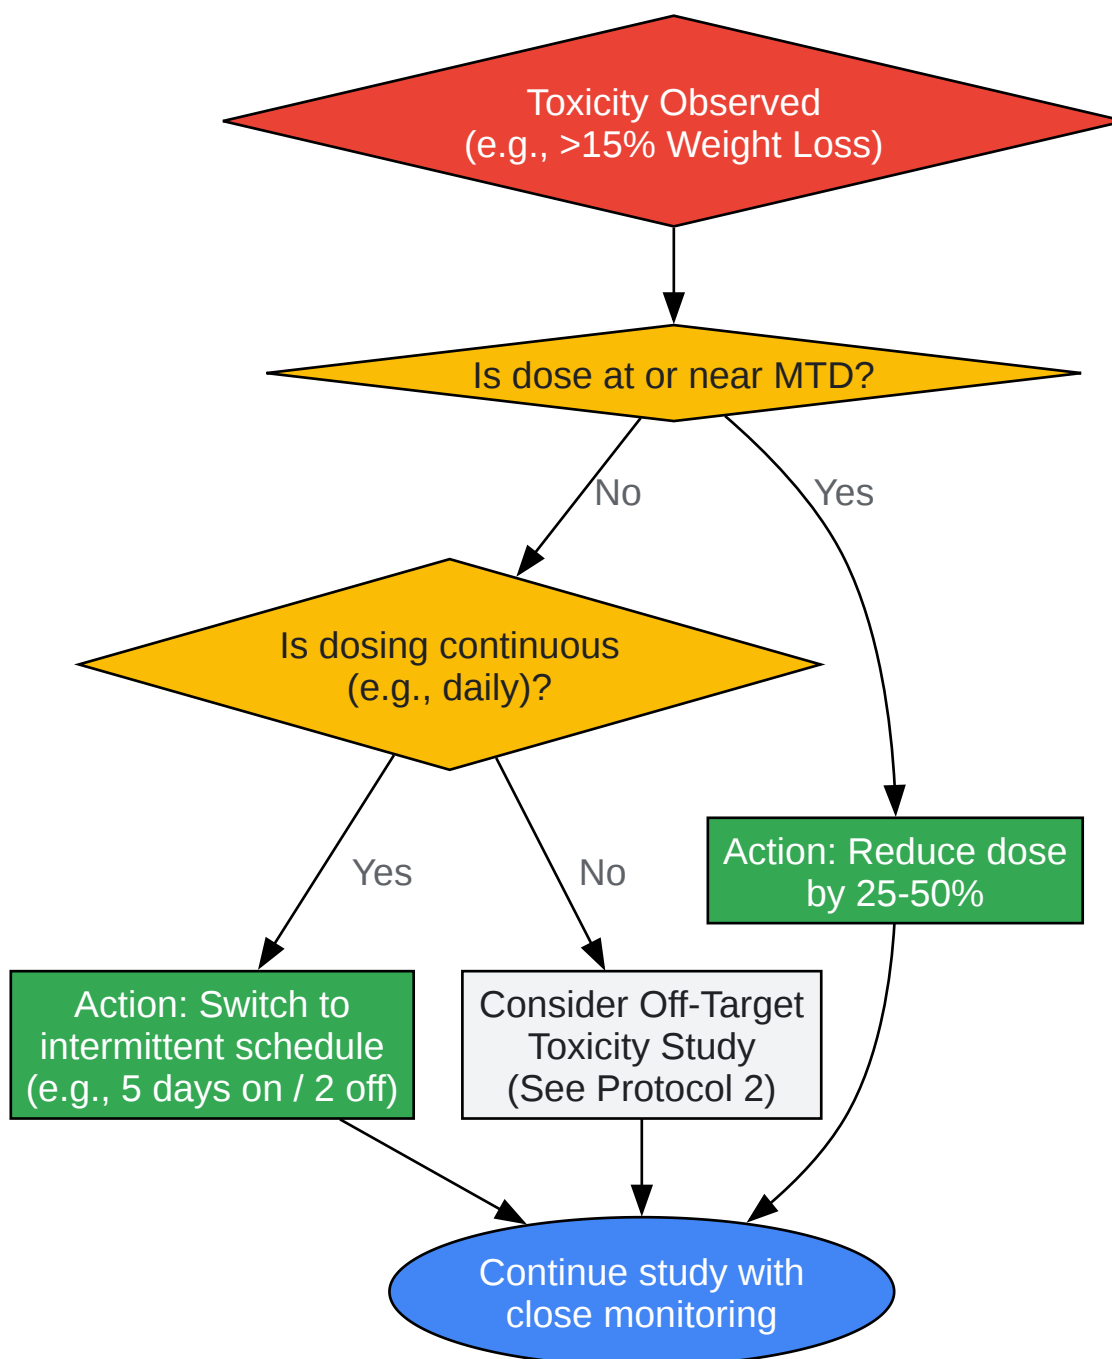 Toxicity Observed
(e.g., >15% Weight Loss)
Is dose at or near MTD?
No
Yes
Is dosing continuous
(e.g., daily)?
Yes
No
Action: Reduce dose
by 25-50%
Action: Switch to
intermittent schedule
(e.g., 5 days on / 2 off)
Consider Off-Target
Toxicity Study
(See Protocol 2)
Continue study with
close monitoring